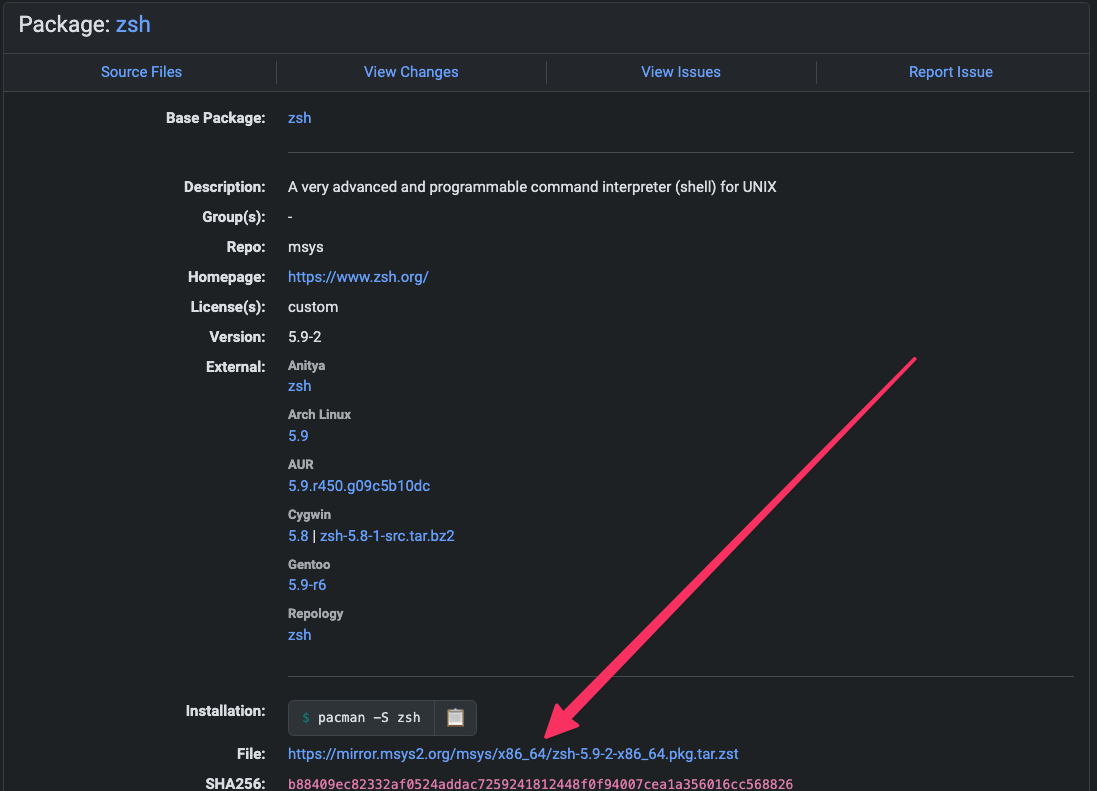 Package: zsh
Source Files
View Changes
View Issues
Report Issue
Base Package: zsh
Description: A very advanced and programmable command interpreter (shell) for UNIX
Group(s): -
Repo: msys
Homepage: https://www.zsh.org/
License(s): custom
Version: 5.9-2
External: Anitya
zsh
Arch Linux
5.9
AUR
5.9.r450.g09c5b10dc
Cygwin
5.8 | zsh-5.8-1-src.tar.bz2
Gentoo
5.9-r6
Repology
zsh
Installation: $ pacman -S zsh
File: https://mirror.msys2.org/msys/x86_64/zsh-5.9-2-x86_64.pkg.tar.zst
SHA256: b88409ec82332af0524addac7259241812448f0f94007cea1a356016cc568826